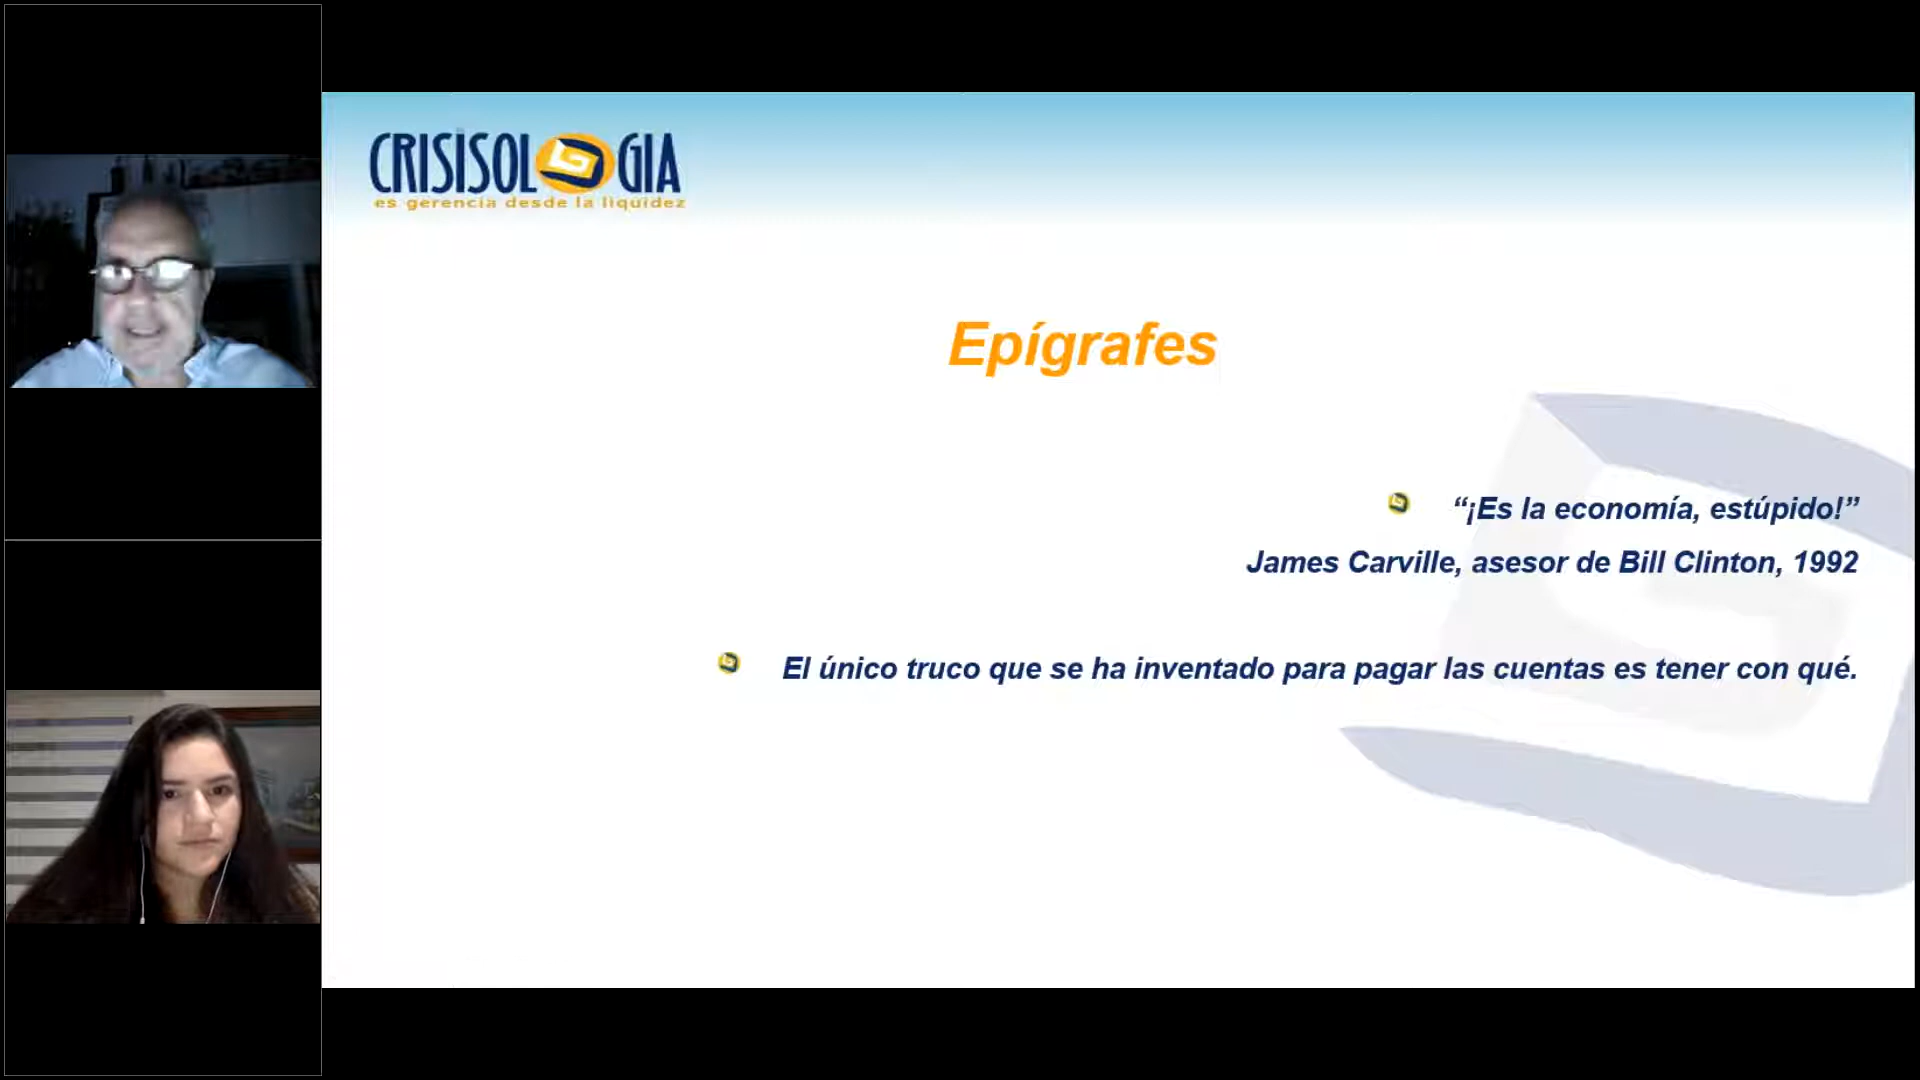 CRISISOLOGIA
es gerencia desde la liquidez
Epígrafes
“¡Es la economía, estúpido!”
James Carville, asesor de Bill Clinton, 1992
El único truco que se ha inventado para pagar las cuentas es tener con qué.